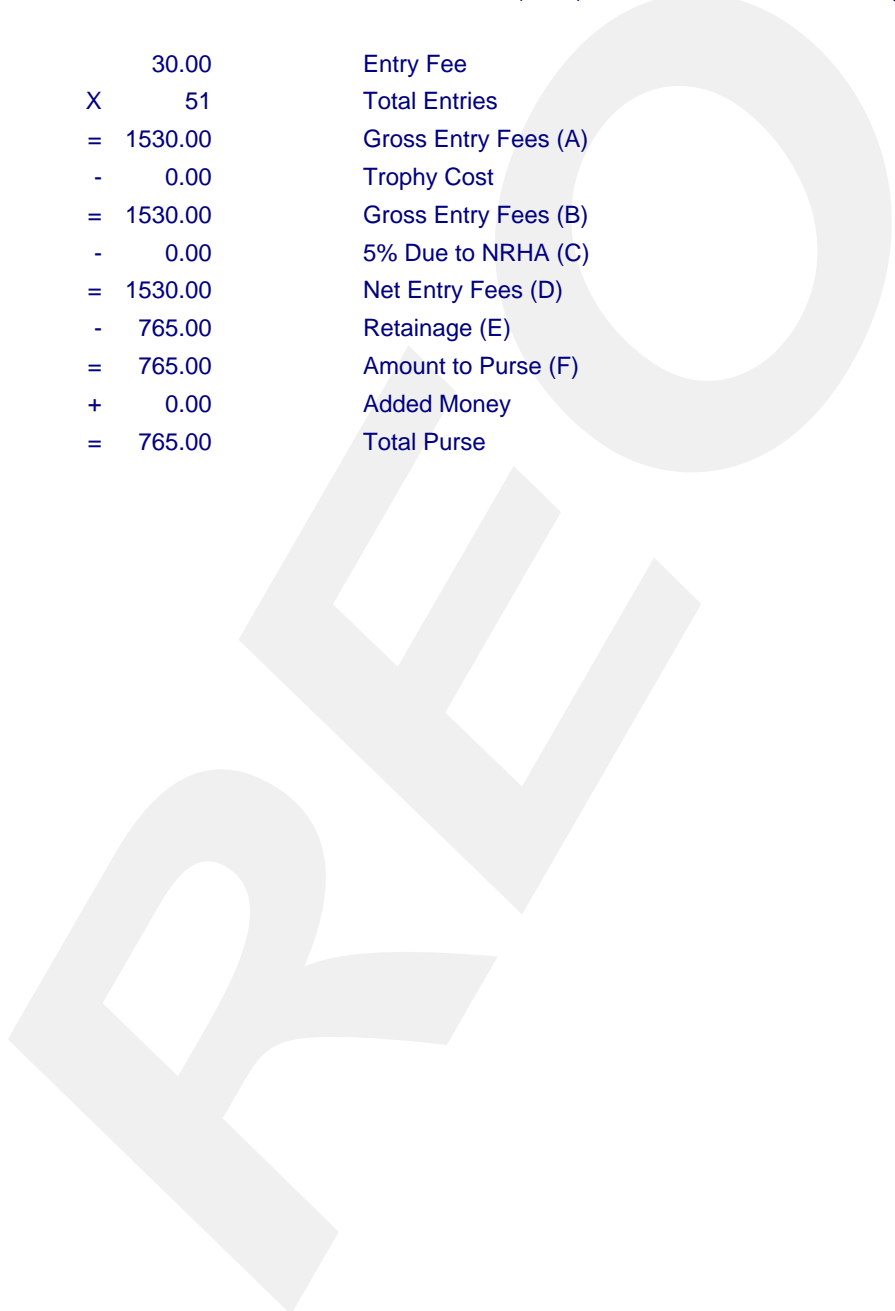 30.00 Entry Fee
X 51 Total Entries
= 1530.00 Gross Entry Fees (A)
- 0.00 Trophy Cost
= 1530.00 Gross Entry Fees (B)
- 0.00 5% Due to NRHA (C)
= 1530.00 Net Entry Fees (D)
- 765.00 Retainage (E)
= 765.00 Amount to Purse (F)
+ 0.00 Added Money
= 765.00 Total Purse
REO